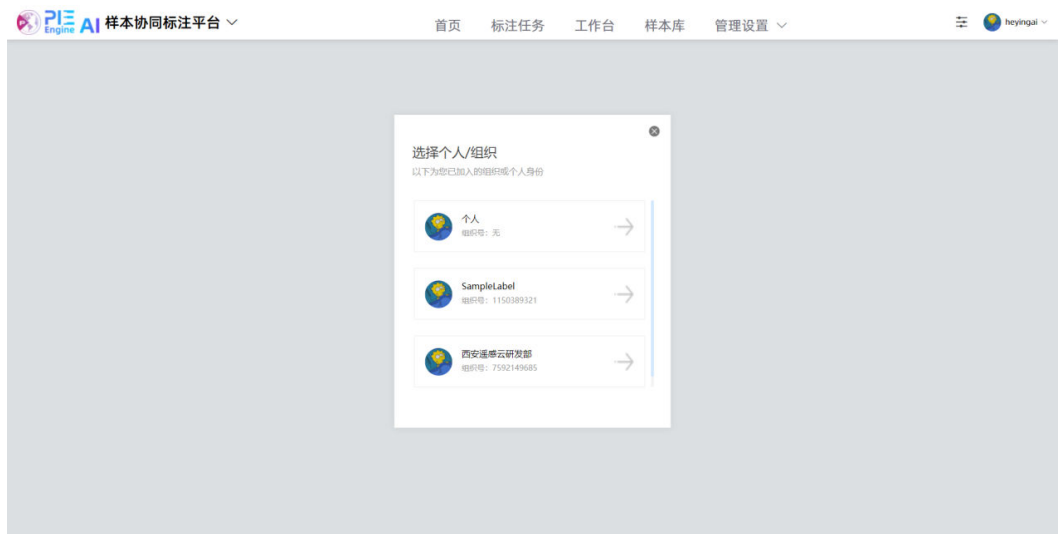 PIE Engine AI 样本协同标注平台
首页 标注任务 工作台 样本库 管理设置
heyingai
选择个人/组织
以下为您已加入的组织或个人身份
个人
组织号：无
SampleLabel
组织号：1150389321
西安遥感云研发部
组织号：7592149685